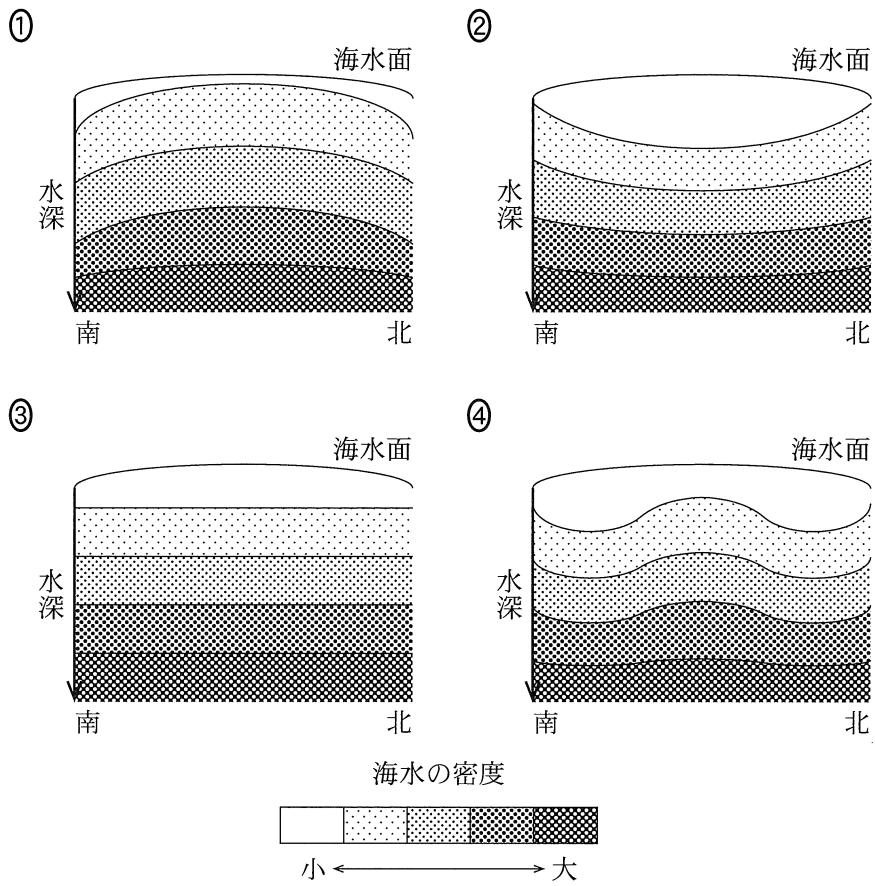 ①
海水面
水深
南
北
②
海水面
水深
南
北
③
海水面
水深
南
北
④
海水面
水深
南
北
海水の密度
小
大